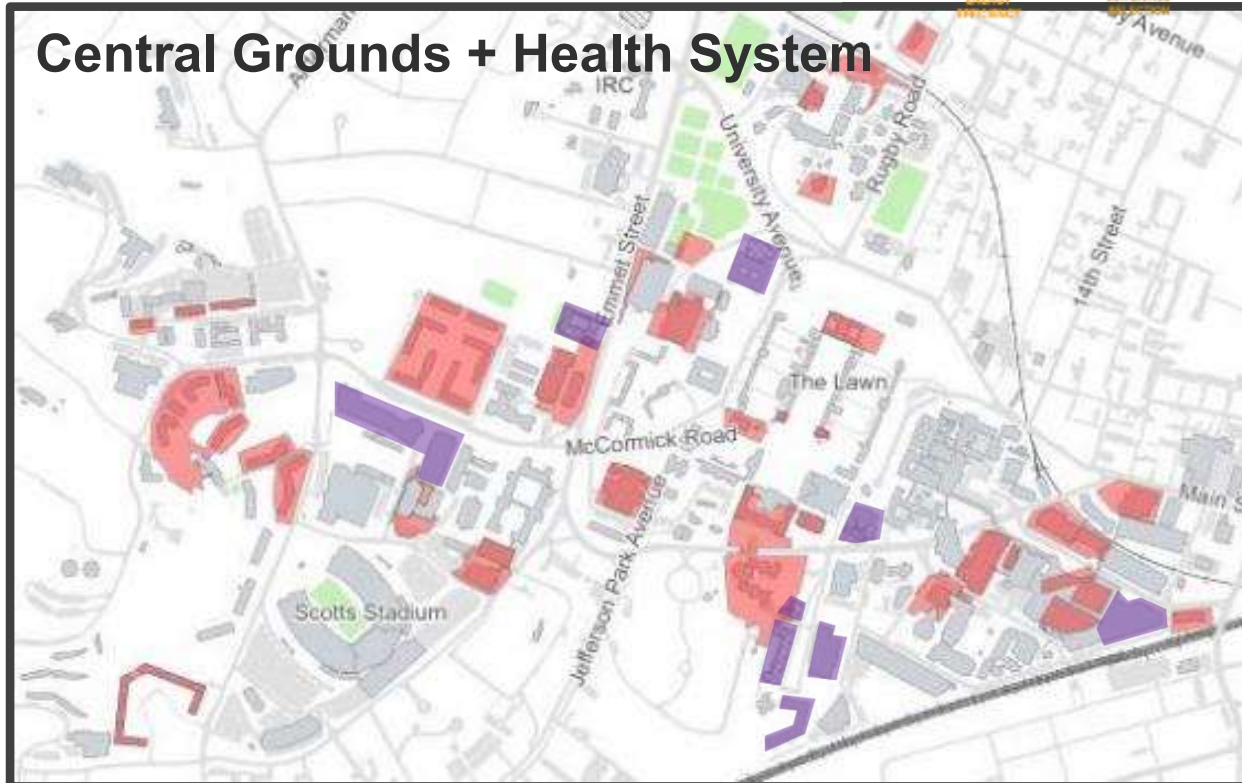 Central Grounds + Health System
IRC
University Avenue
Rugby Road
Emmet Street
14th Street
The Lawn
McCormick Road
Main S
Jefferson Park Avenue
Scotts Stadium
y Avenue